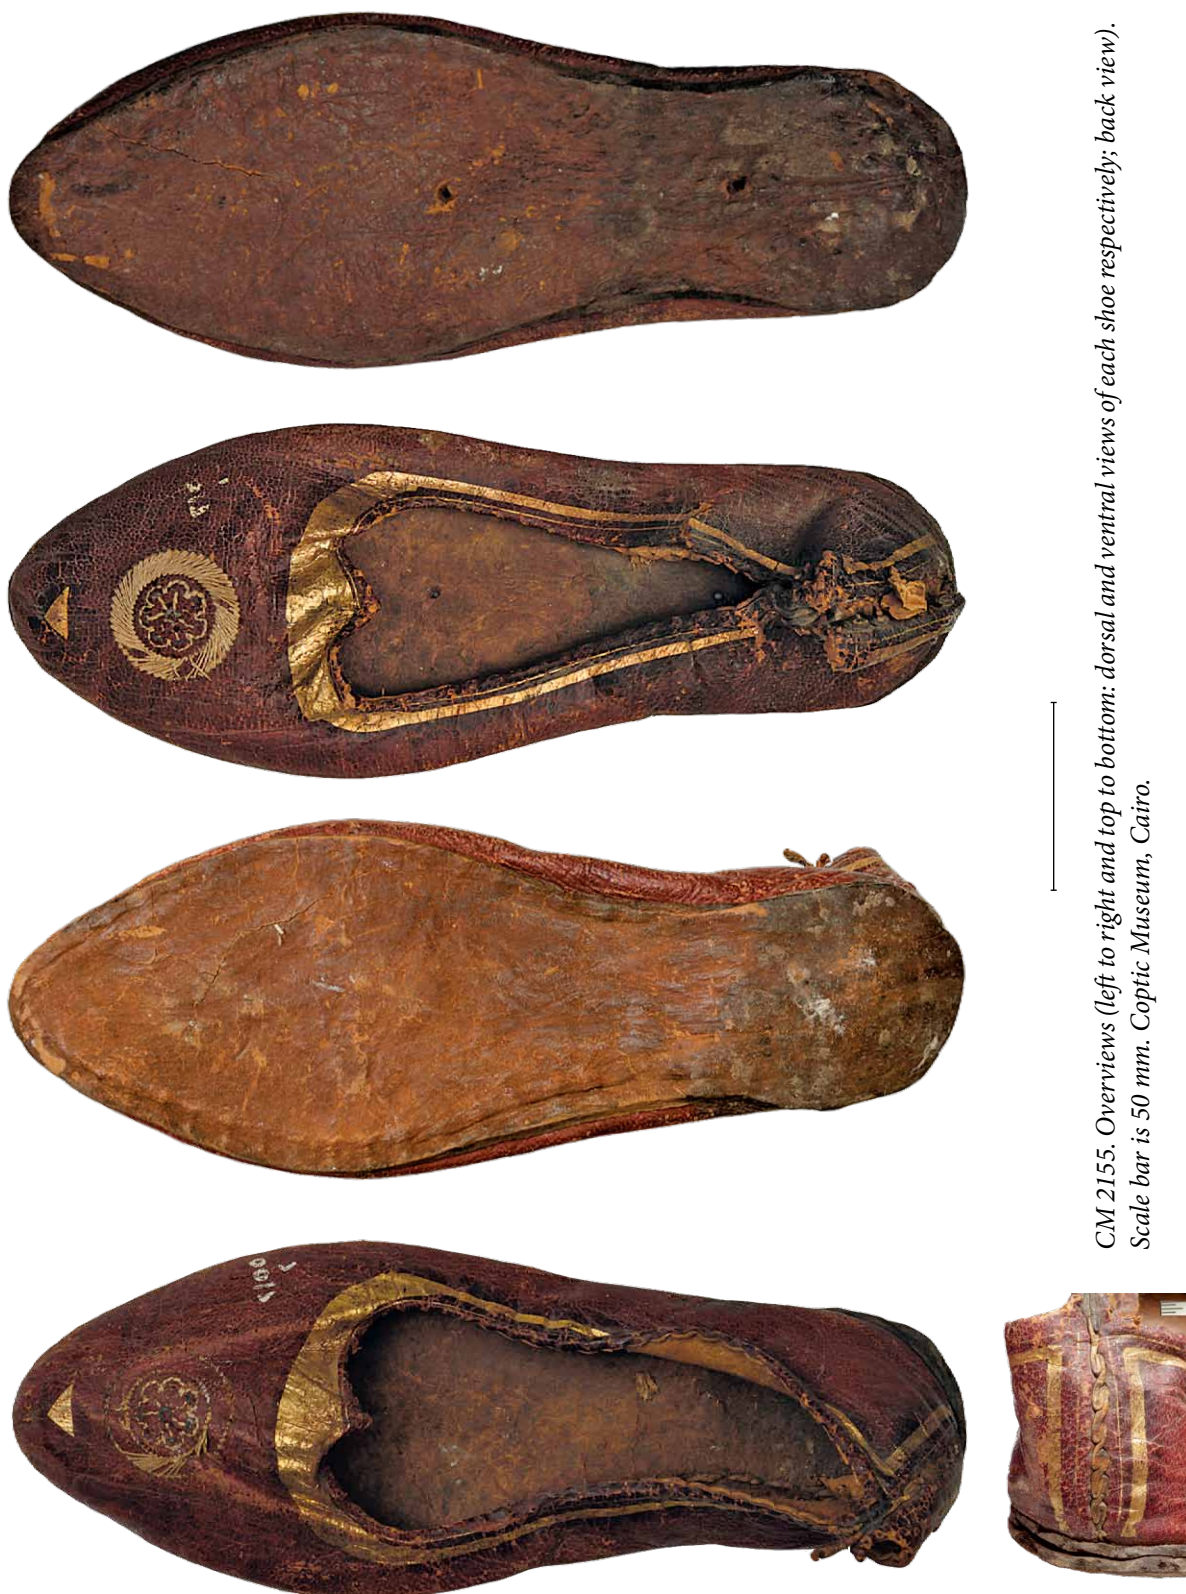 CM 2155. Overviews (left to right and top to bottom: dorsal and ventral views of each shoe respectively; back view).
Scale bar is 50 mm. Coptic Museum, Cairo.